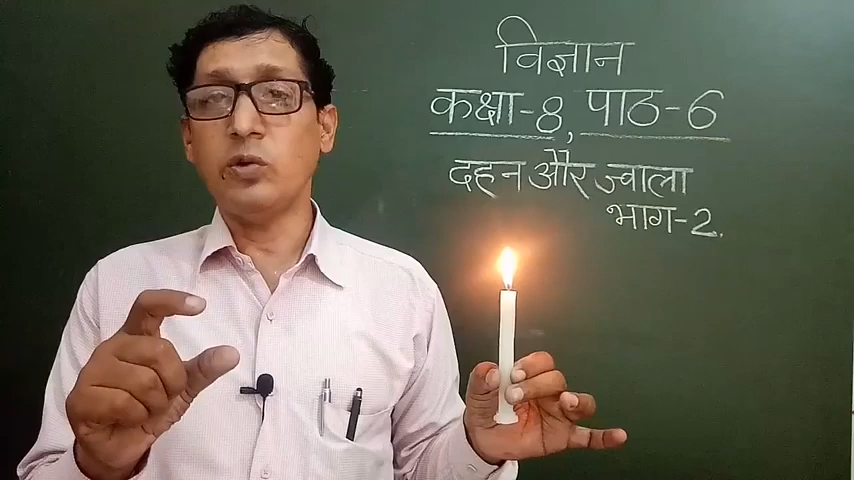 विज्ञान
कक्षा-8, पाठ-6
दहन और ज्वाला
भाग-2.